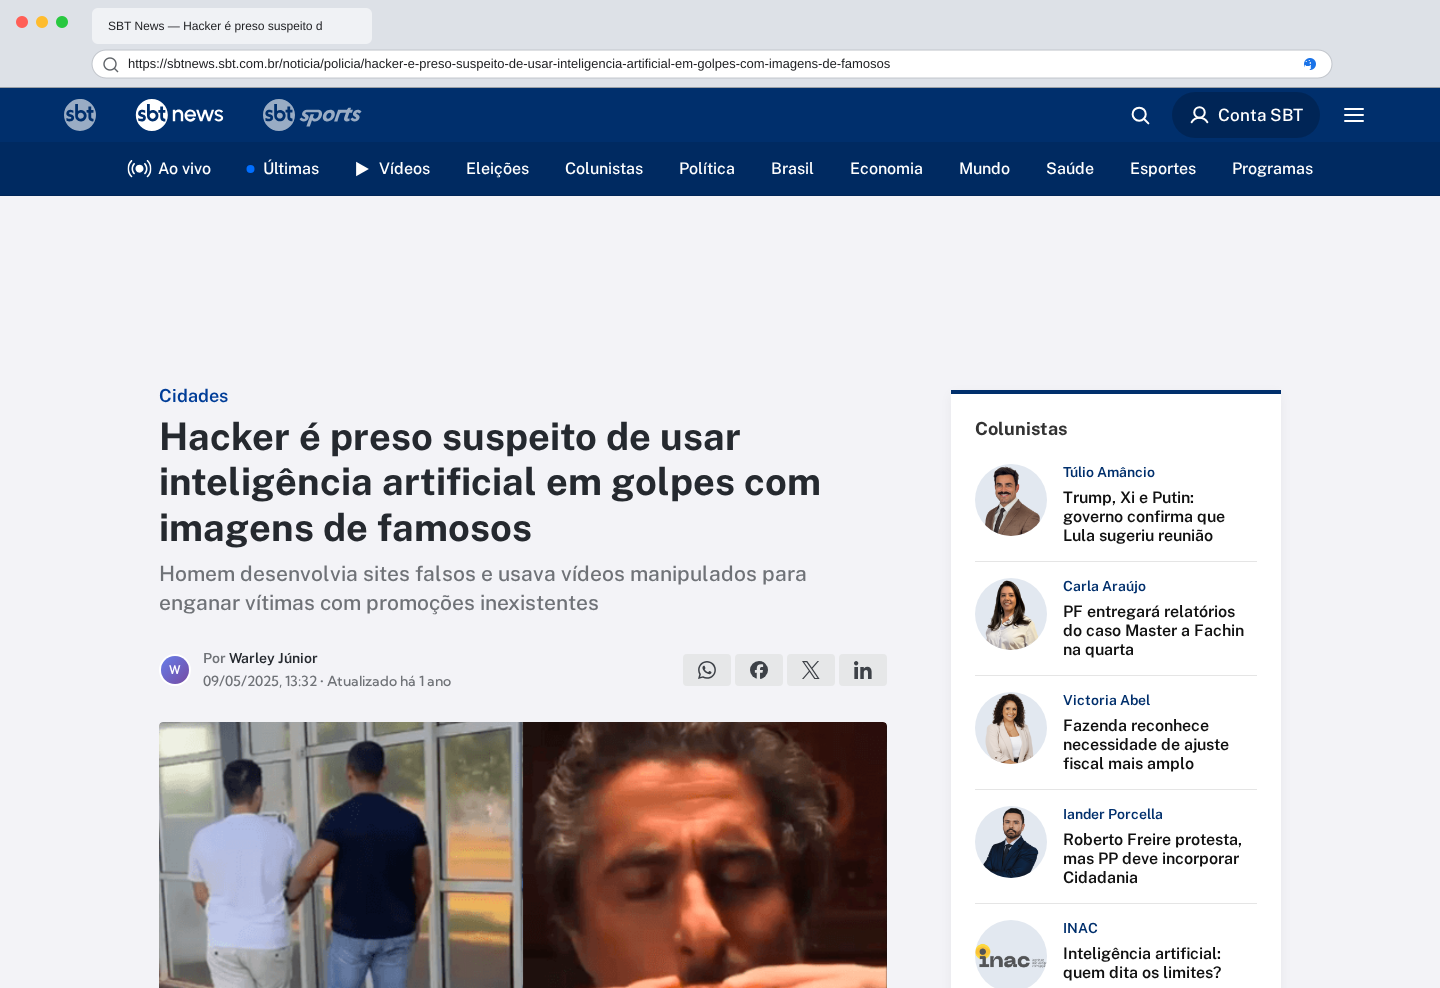 SBT News — Hacker é preso suspeito d
https://sbtnews.sbt.com.br/noticia/policia/hacker-e-preso-suspeito-de-usar-inteligencia-artificial-em-golpes-com-imagens-de-famosos
sbt
sbt news
sbt sports
Conta SBT
Ao vivo
Últimas
Vídeos
Eleições
Colunistas
Política
Brasil
Economia
Mundo
Saúde
Esportes
Programas
Cidades
Hacker é preso suspeito de usar
inteligência artificial em golpes com
imagens de famosos
Homem desenvolvia sites falsos e usava vídeos manipulados para
enganar vítimas com promoções inexistentes
W
Por Warley Júnior
09/05/2025, 13:32 · Atualizado há 1 ano
Colunistas
Túlio Amâncio
Trump, Xi e Putin:
governo confirma que
Lula sugeriu reunião
Carla Araújo
PF entregará relatórios
do caso Master a Fachin
na quarta
Victoria Abel
Fazenda reconhece
necessidade de ajuste
fiscal mais amplo
Iander Porcella
Roberto Freire protesta,
mas PP deve incorporar
Cidadania
inac
INAC
Inteligência artificial:
quem dita os limites?